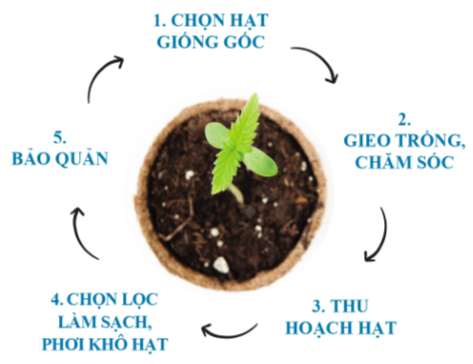 1. CHỌN HẠT
GIỐNG GỐC
2.
GIEO TRỒNG,
CHĂM SÓC
3. THU
HOẠCH HẠT
4. CHỌN LỌC
LÀM SẠCH,
PHƠI KHÔ HẠT
5.
BẢO QUẢN